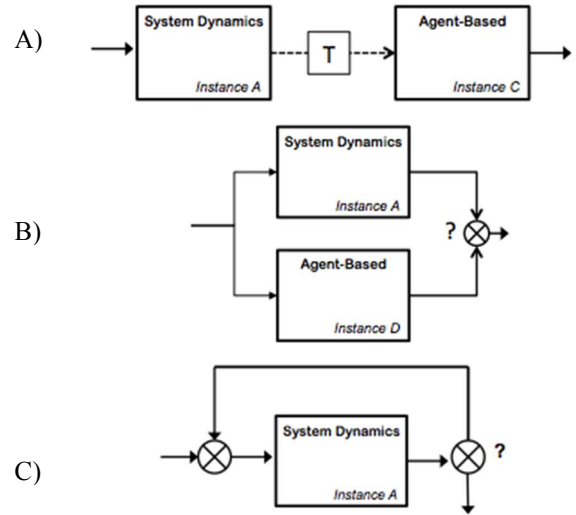 A)
System Dynamics
Instance A
T
Agent-Based
Instance C
B)
System Dynamics
Instance A
?
Agent-Based
Instance D
C)
System Dynamics
Instance A
?